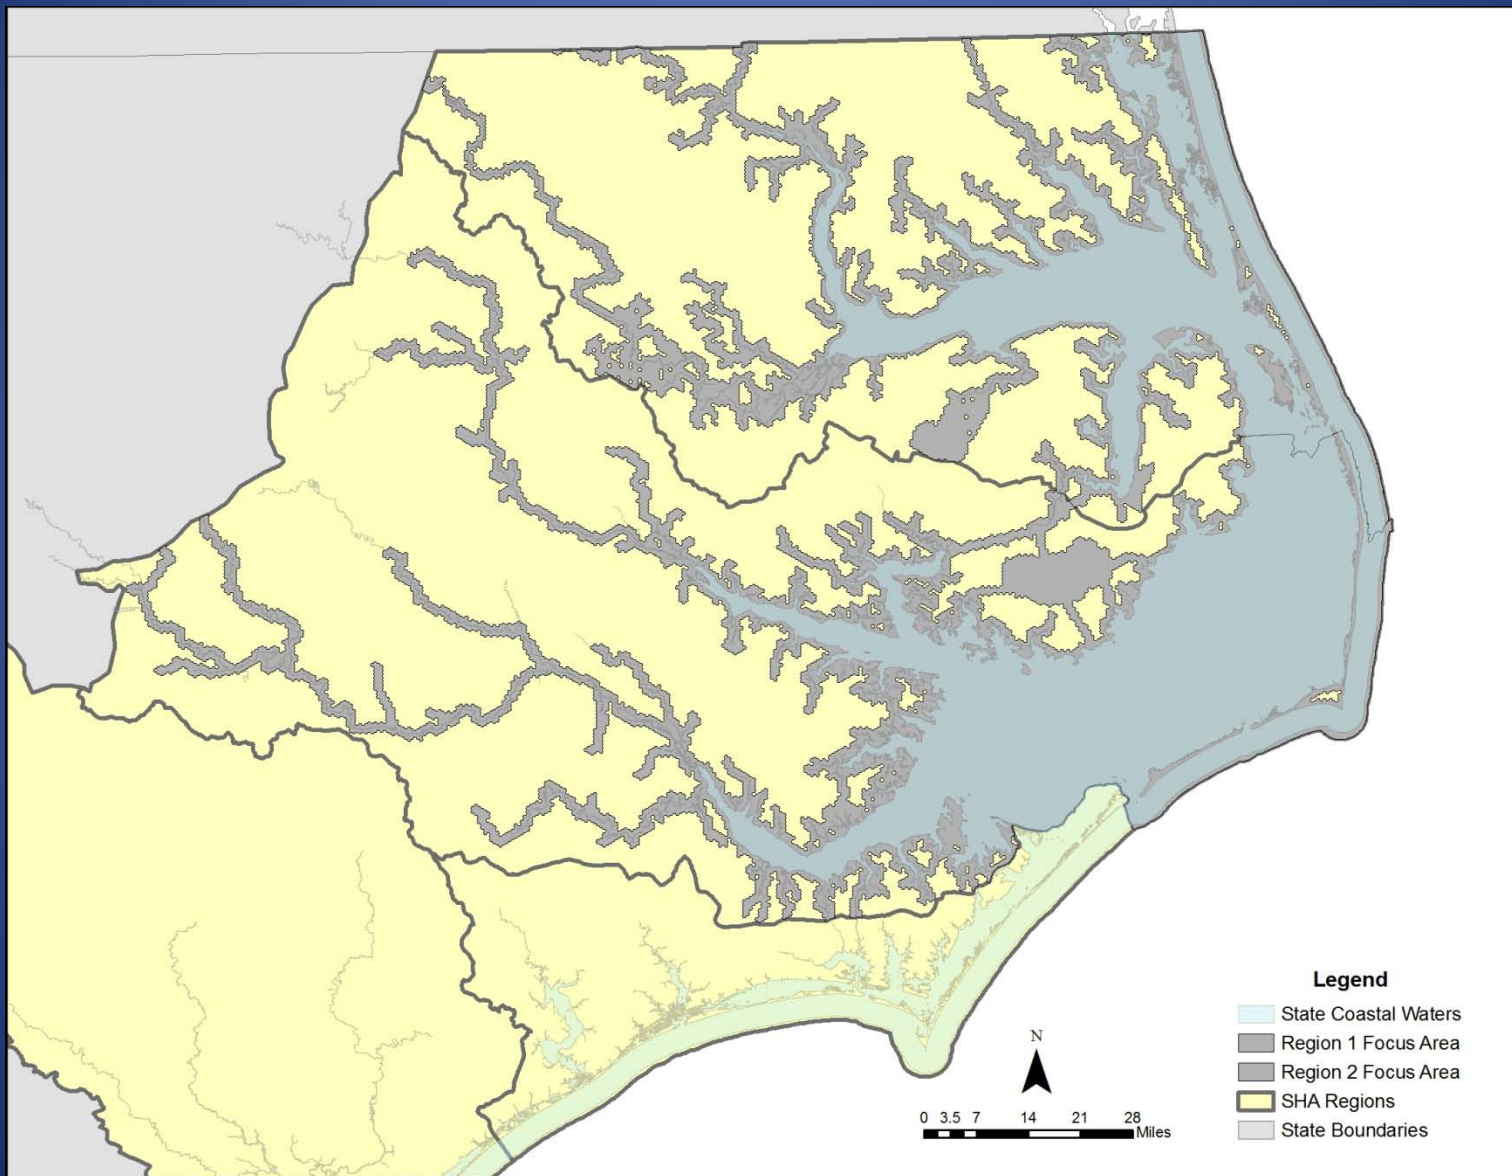 Legend
State Coastal Waters
Region 1 Focus Area
Region 2 Focus Area
SHA Regions
State Boundaries
N
0 3.5 7 14 21 28
Miles